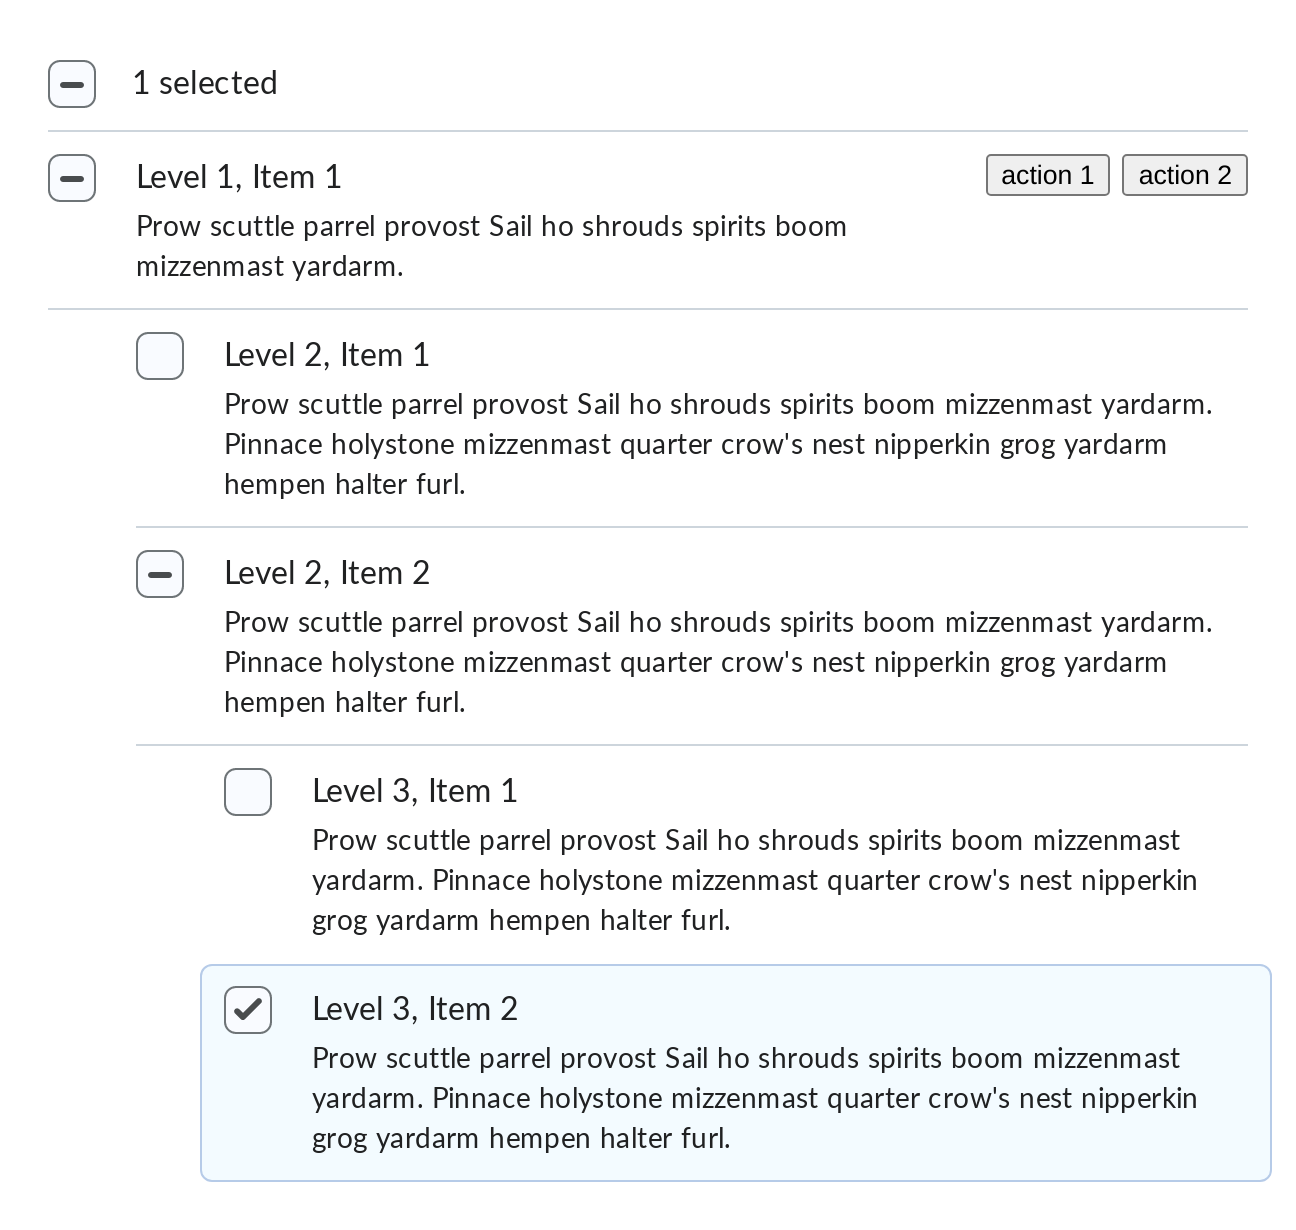 1 selected
Level 1, Item 1
action 1
action 2
Prow scuttle parrel provost Sail ho shrouds spirits boom
mizzenmast yardarm.
Level 2, Item 1
Prow scuttle parrel provost Sail ho shrouds spirits boom mizzenmast yardarm.
Pinnace holystone mizzenmast quarter crow's nest nipperkin grog yardarm
hempen halter furl.
Level 2, Item 2
Prow scuttle parrel provost Sail ho shrouds spirits boom mizzenmast yardarm.
Pinnace holystone mizzenmast quarter crow's nest nipperkin grog yardarm
hempen halter furl.
Level 3, Item 1
Prow scuttle parrel provost Sail ho shrouds spirits boom mizzenmast
yardarm. Pinnace holystone mizzenmast quarter crow's nest nipperkin
grog yardarm hempen halter furl.
Level 3, Item 2
Prow scuttle parrel provost Sail ho shrouds spirits boom mizzenmast
yardarm. Pinnace holystone mizzenmast quarter crow's nest nipperkin
grog yardarm hempen halter furl.